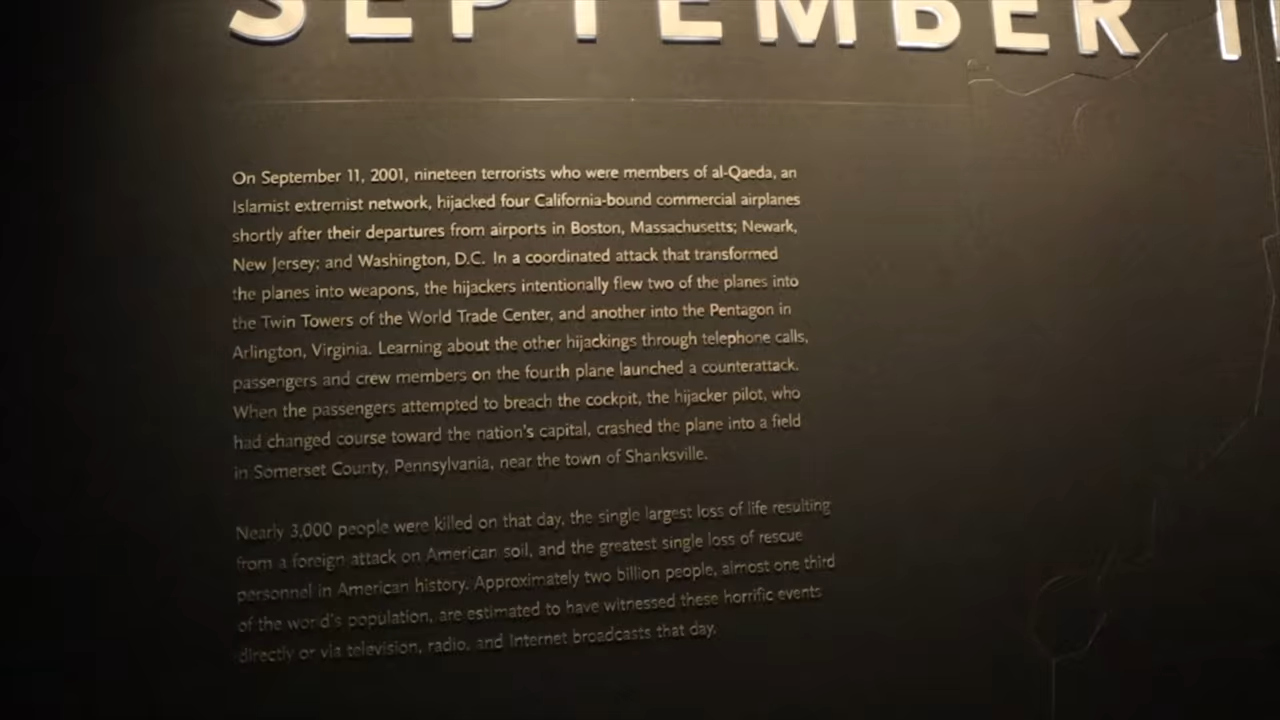 SEPTEMBER 11
On September 11, 2001, nineteen terrorists who were members of al-Qaeda, an
Islamist extremist network, hijacked four California-bound commercial airplanes
shortly after their departures from airports in Boston, Massachusetts; Newark,
New Jersey; and Washington, D.C. In a coordinated attack that transformed
the planes into weapons, the hijackers intentionally flew two of the planes into
the Twin Towers of the World Trade Center, and another into the Pentagon in
Arlington, Virginia. Learning about the other hijackings through telephone calls,
passengers and crew members on the fourth plane launched a counterattack.
When the passengers attempted to breach the cockpit, the hijacker pilot, who
had changed course toward the nation's capital, crashed the plane into a field
in Somerset County, Pennsylvania, near the town of Shanksville.
Nearly 3,000 people were killed on that day, the single largest loss of life resulting
from a foreign attack on American soil, and the greatest single loss of rescue
personnel in American history. Approximately two billion people, almost one third
of the world's population, are estimated to have witnessed these horrific events
directly or via television, radio, and Internet broadcasts that day.